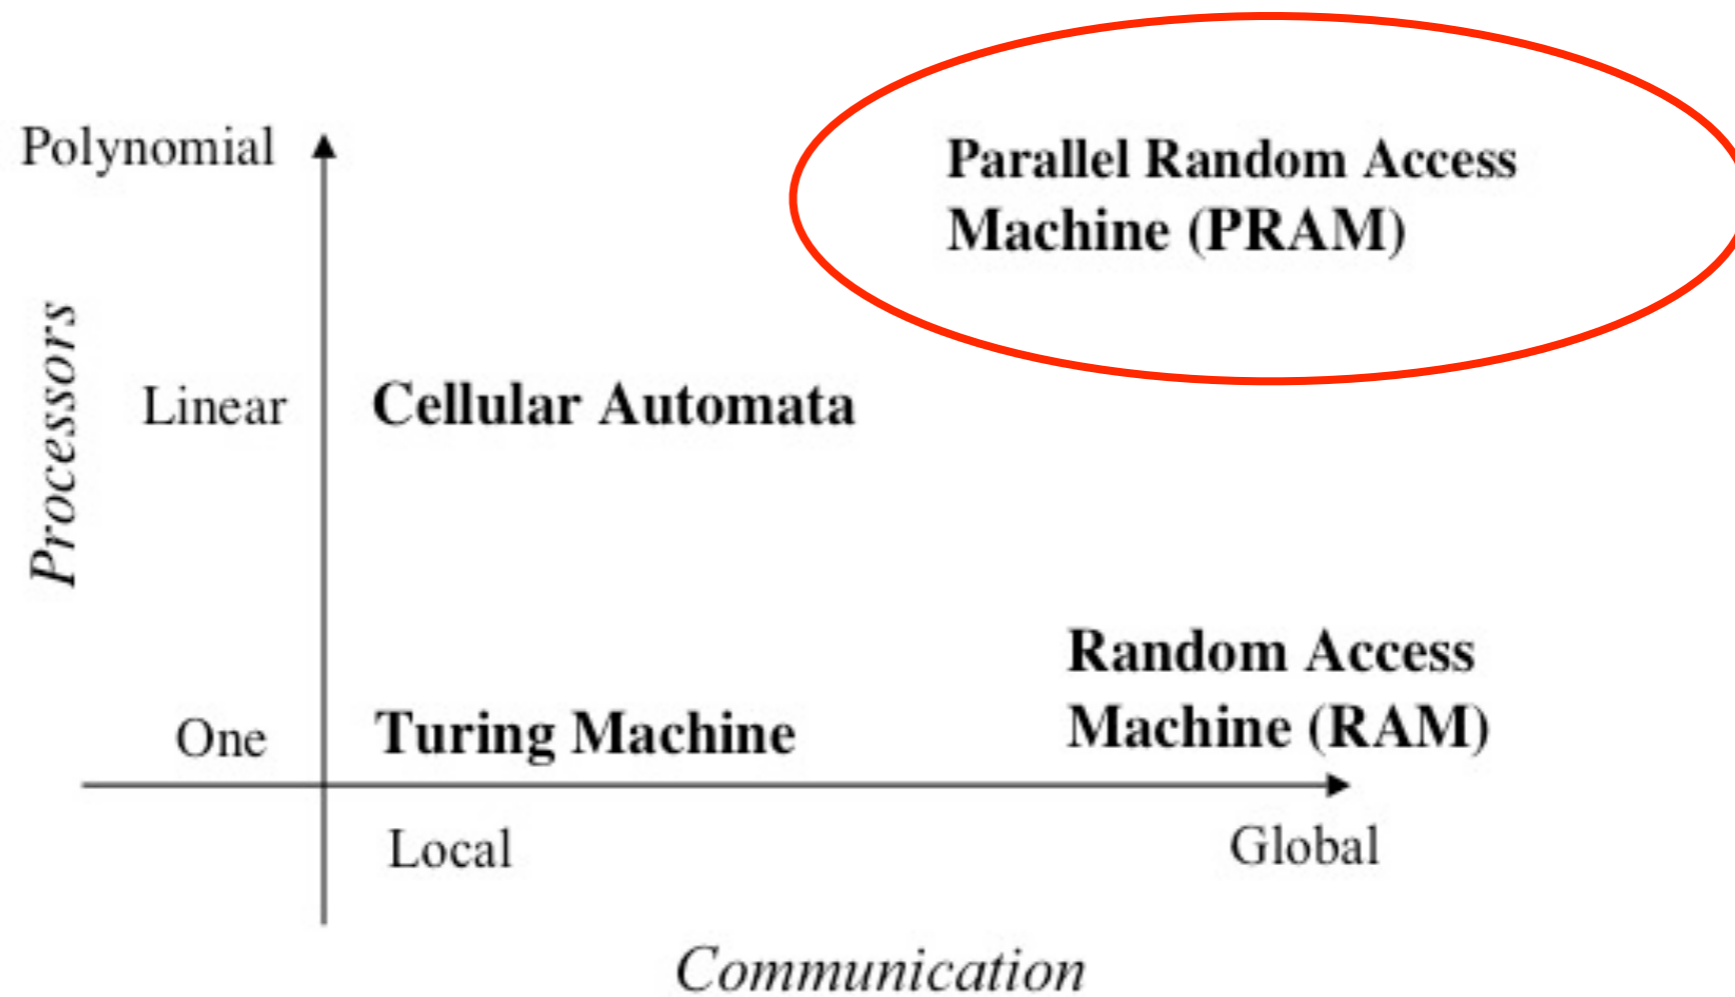 Polynomial
Parallel Random Access
Machine (PRAM)
Processors
Linear
Cellular Automata
Random Access
Machine (RAM)
One
Turing Machine
Local
Global
Communication